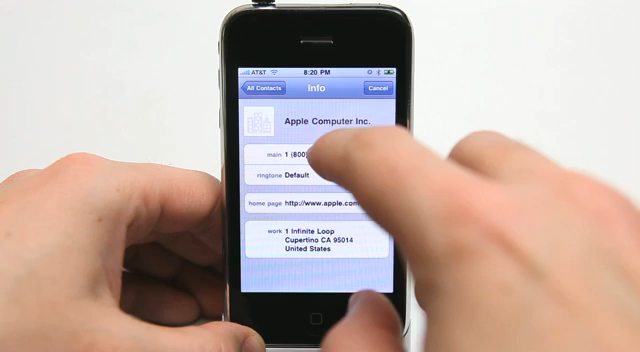 AT&T 8:20 PM
All Contacts Info Cancel
Apple Computer Inc.
main 1 (800)
ringtone Default
home page http://www.apple.com
work 1 Infinite Loop
Cupertino CA 95014
United States